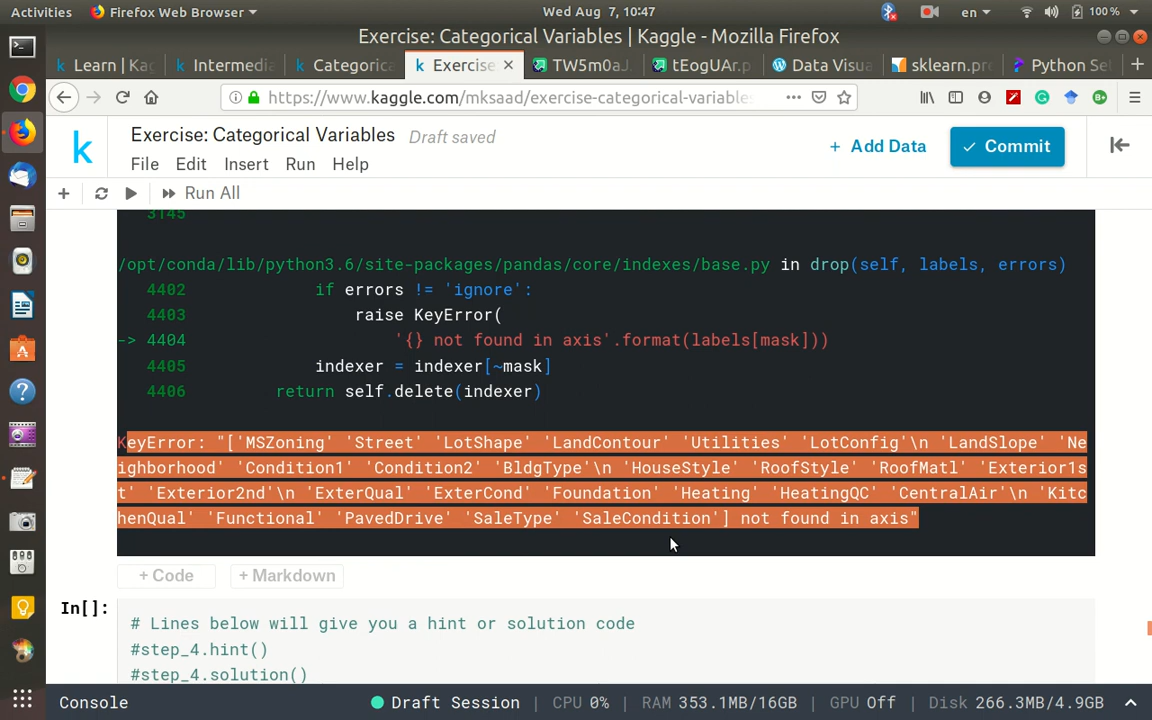 Activities
Firefox Web Browser
Wed Aug 7, 10:47
en
100 %
Exercise: Categorical Variables | Kaggle - Mozilla Firefox
Learn | Kag
Intermedia
Categorica
Exercise
TW5m0aJ.
tEogUAr.p
Data Visua
sklearn.pre
Python Set
https://www.kaggle.com/mksaad/exercise-categorical-variables
Exercise: Categorical Variables
Draft saved
File Edit Insert Run Help
+ Add Data
Commit
Run All
3145
/opt/conda/lib/python3.6/site-packages/pandas/core/indexes/base.py in drop(self, labels, errors)
4402 if errors != 'ignore':
4403 raise KeyError(
-> 4404 '{} not found in axis'.format(labels[mask]))
4405 indexer = indexer[~mask]
4406 return self.delete(indexer)
KeyError: "['MSZoning' 'Street' 'LotShape' 'LandContour' 'Utilities' 'LotConfig'\n 'LandSlope' 'Ne
ighborhood' 'Condition1' 'Condition2' 'BldgType'\n 'HouseStyle' 'RoofStyle' 'RoofMatl' 'Exterior1s
t' 'Exterior2nd'\n 'ExterQual' 'ExterCond' 'Foundation' 'Heating' 'HeatingQC' 'CentralAir'\n 'Kitc
henQual' 'Functional' 'PavedDrive' 'SaleType' 'SaleCondition'] not found in axis"
+ Code
+ Markdown
In[]:
# Lines below will give you a hint or solution code
#step_4.hint()
#step_4.solution()
Console
Draft Session | CPU 0% | RAM 353.1MB/16GB | GPU Off | Disk 266.3MB/4.9GB